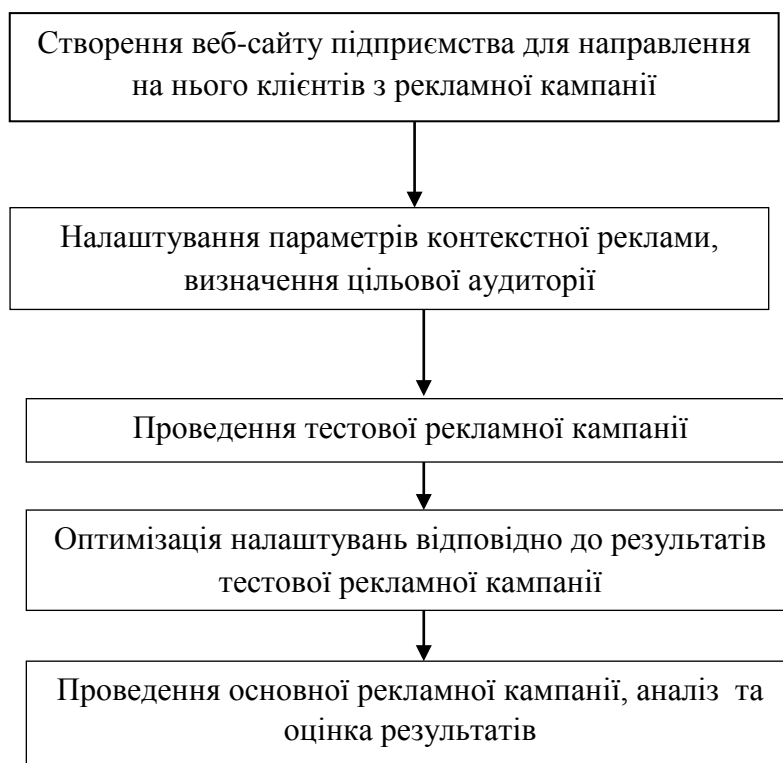 Створення веб-сайту підприємства для направлення
на нього клієнтів з рекламної кампанії
Налаштування параметрів контекстної реклами,
визначення цільової аудиторії
Проведення тестової рекламної кампанії
Оптимізація налаштувань відповідно до результатів
тестової рекламної кампанії
Проведення основної рекламної кампанії, аналіз та
оцінка результатів